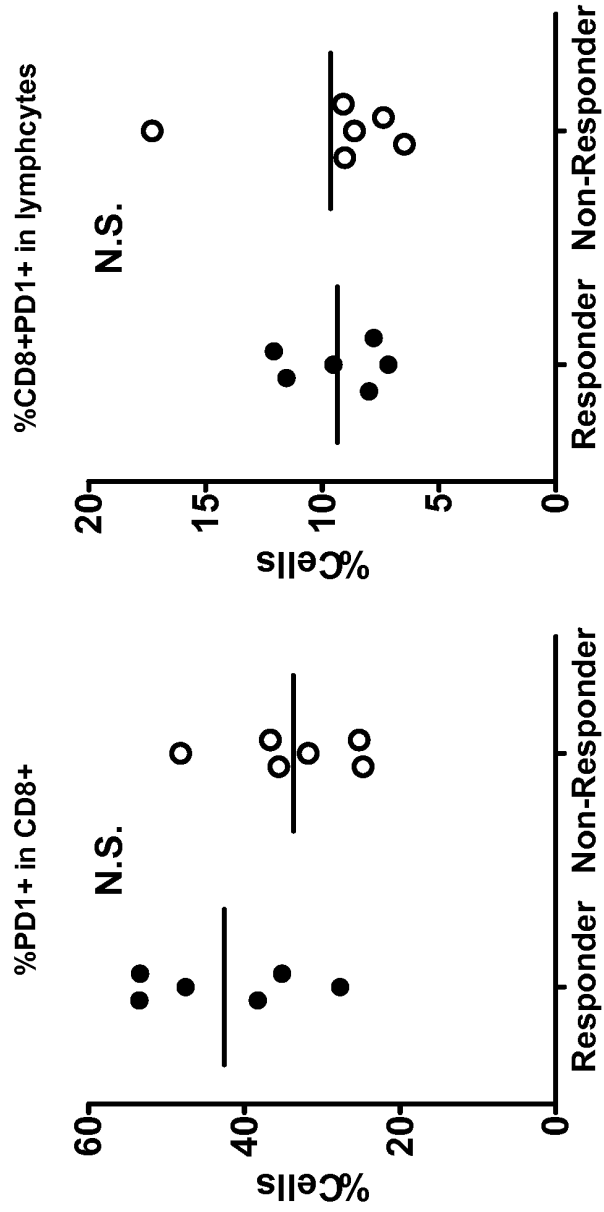 %PD1+ in CD8+
N.S.
%Cells
60
40
20
0
Responder
Non-Responder
%CD8+PD1+ in lymphcytes
N.S.
%Cells
20
15
10
5
0
Responder
Non-Responder